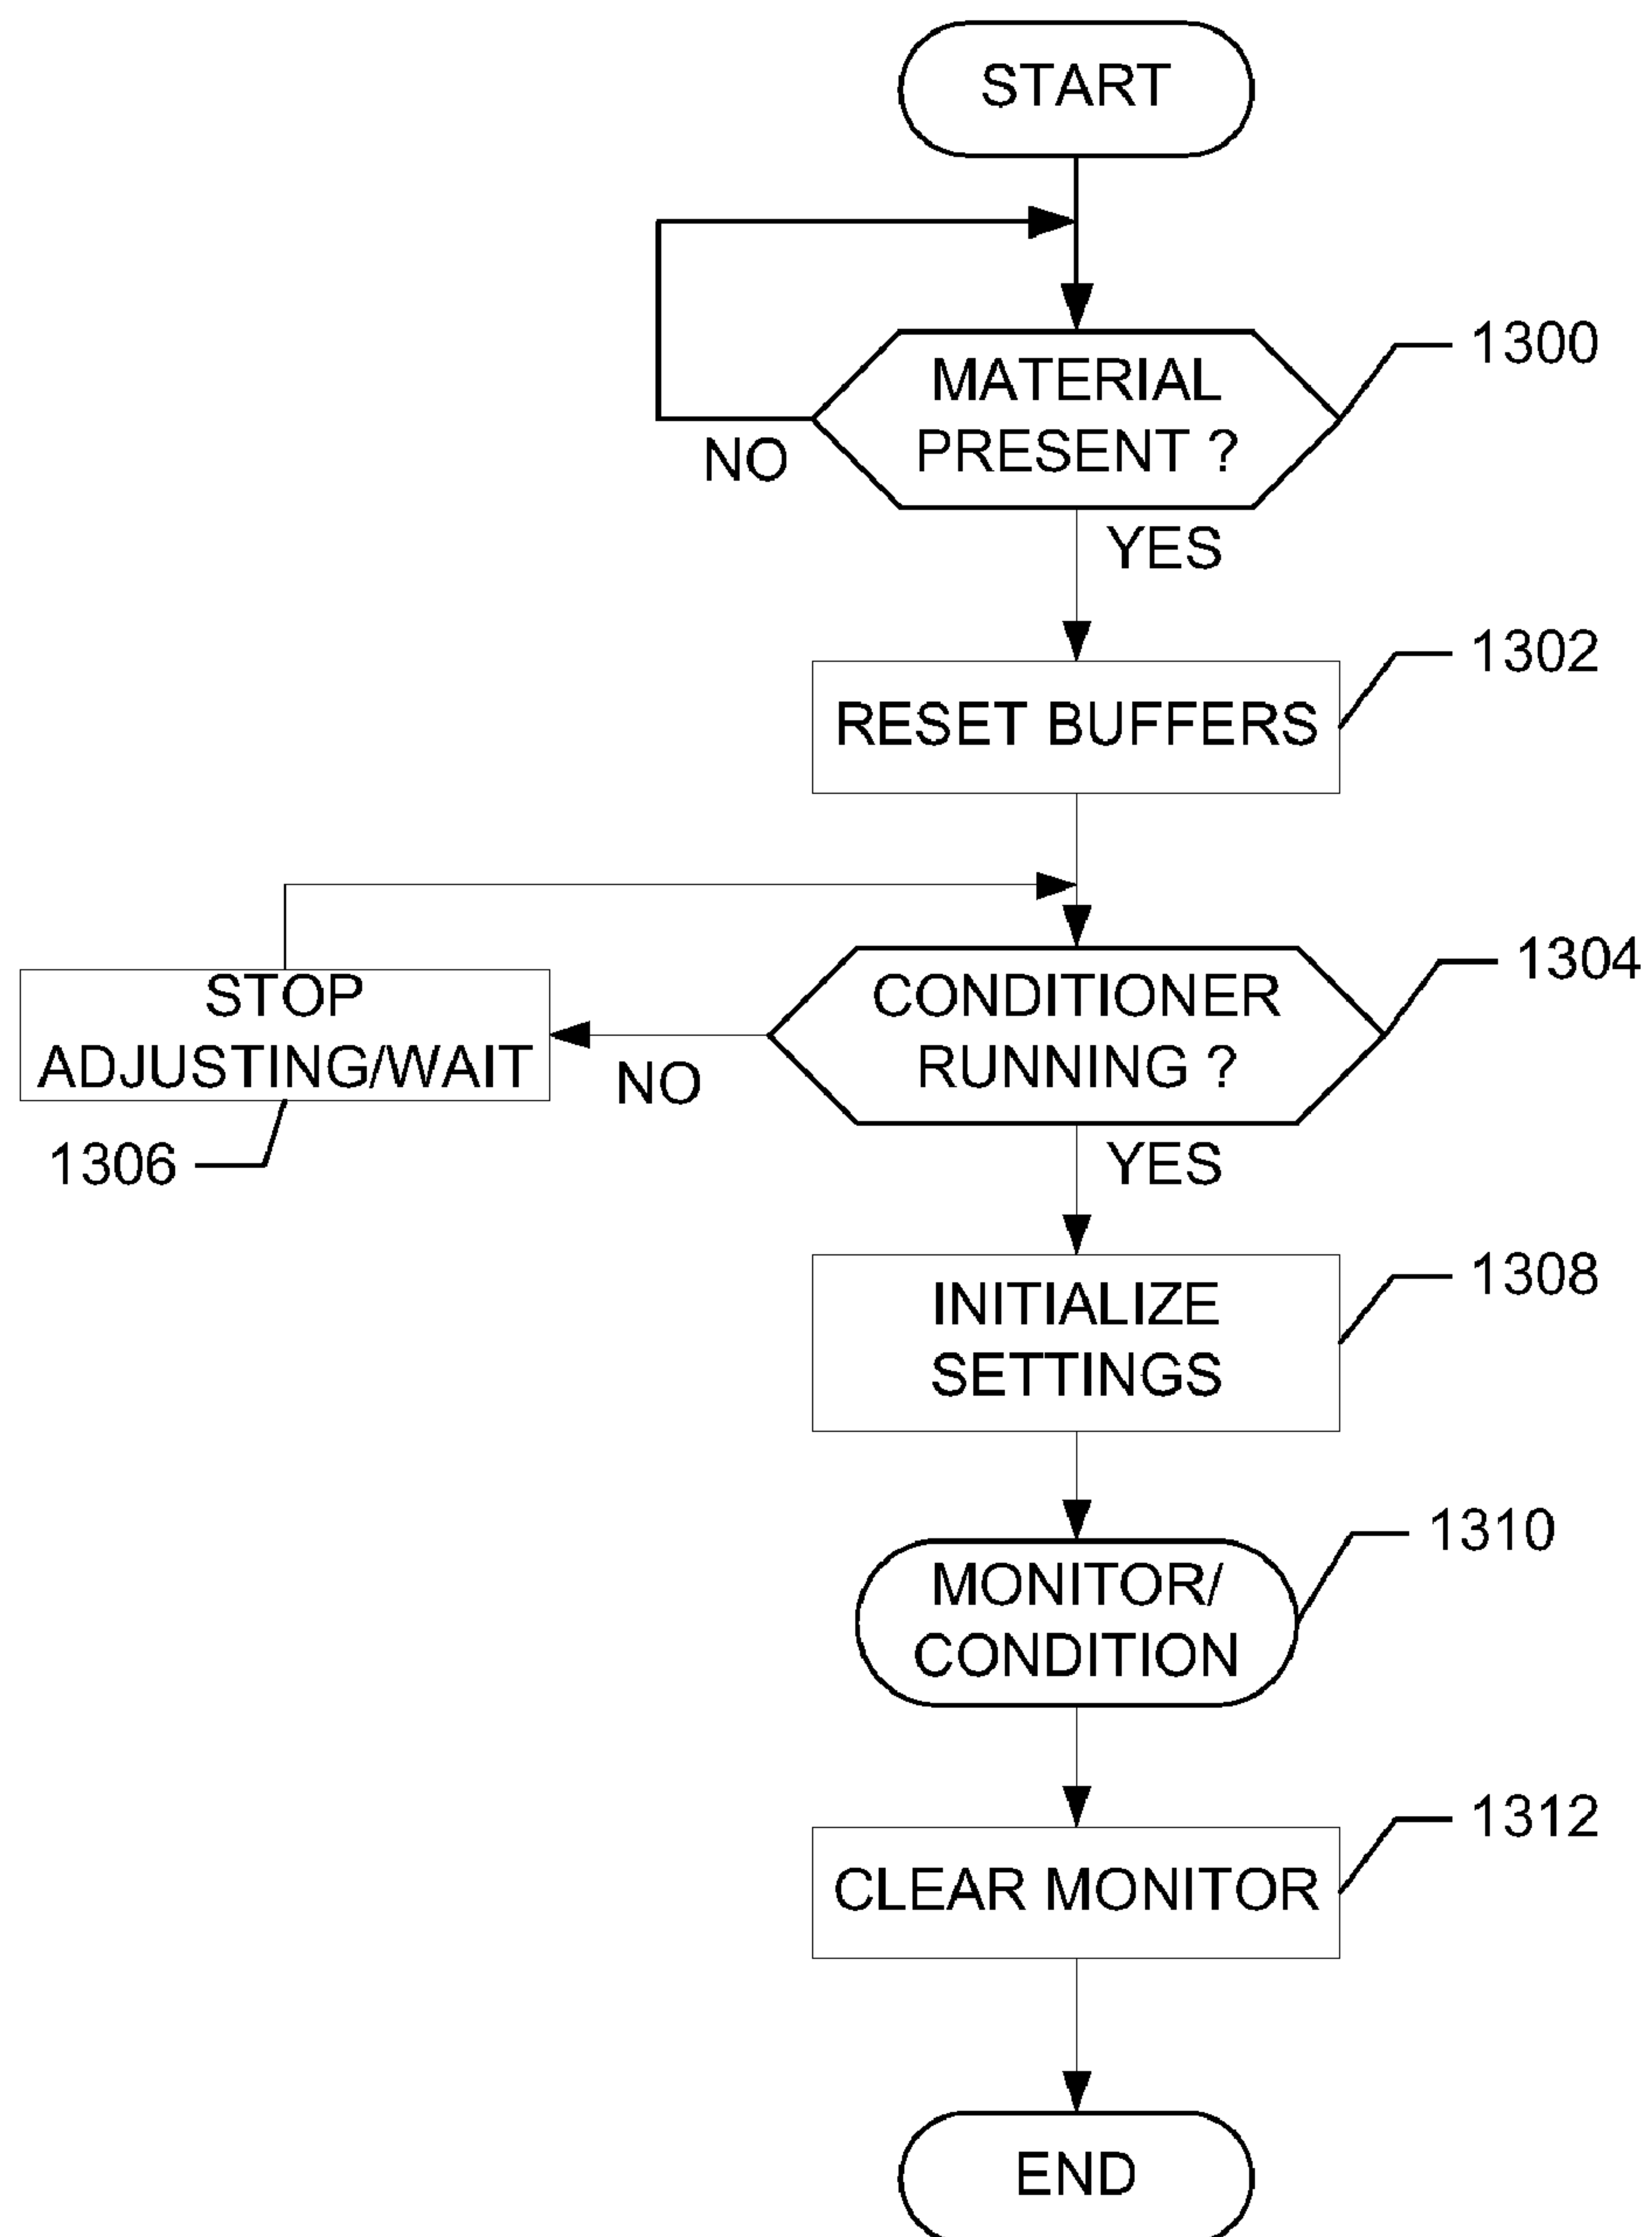 START
1300
MATERIAL
PRESENT ?
NO
YES
1302
RESET BUFFERS
1304
CONDITIONER
RUNNING ?
STOP
ADJUSTING/WAIT
NO
1306
YES
1308
INITIALIZE
SETTINGS
1310
MONITOR/
CONDITION
1312
CLEAR MONITOR
END